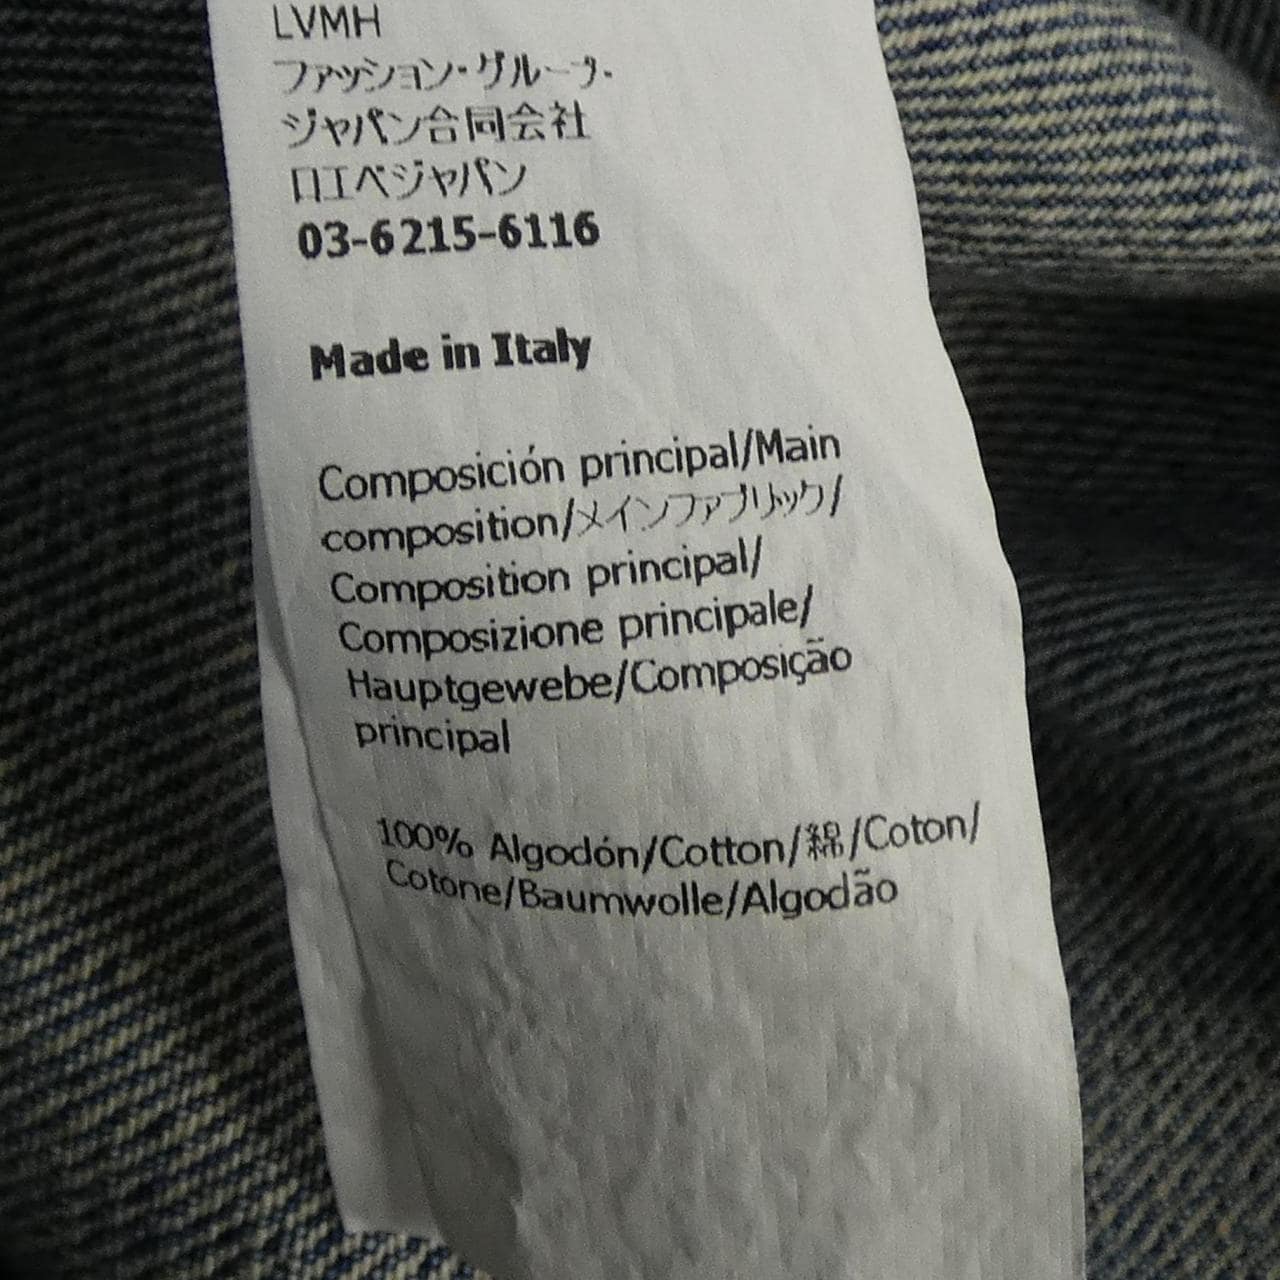 LVMH
ファッション・グループ・
ジャパン合同会社
ロエベジャパン
03-6215-6116
Made in Italy
Composición principal/Main
composition/メインファブリック/
Composition principal/
Composizione principale/
Hauptgewebe/Composição
principal
100% Algodón/Cotton/綿/Coton/
Cotone/Baumwolle/Algodão